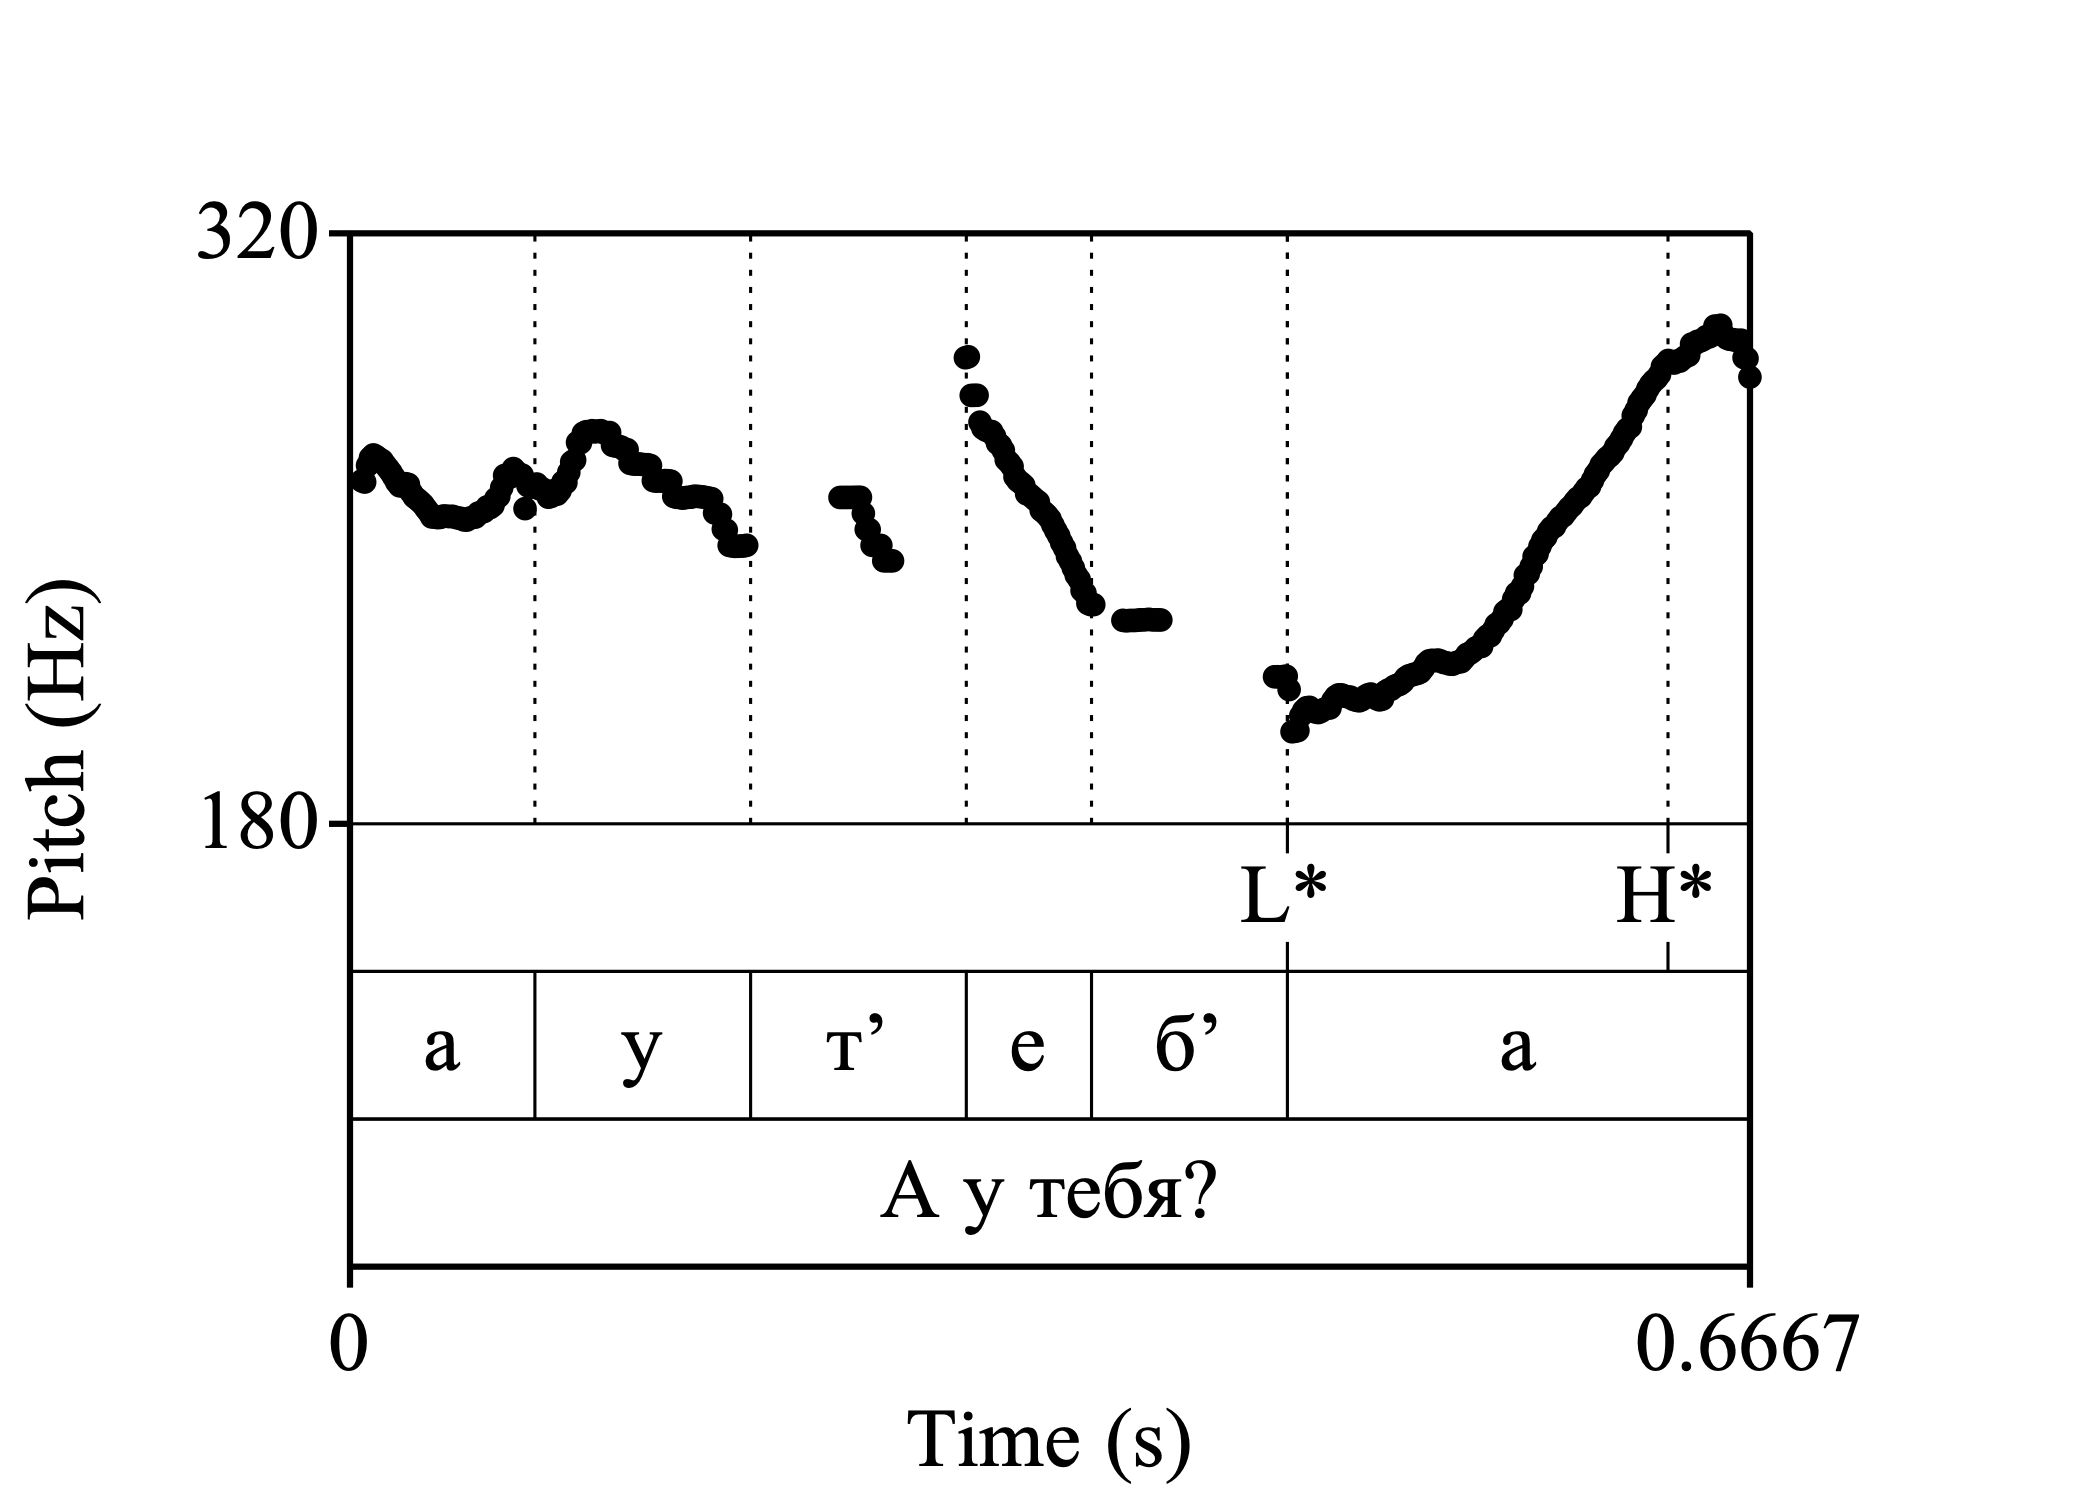 320
180
Pitch (Hz)
L* H*
а у т’ е б’ а
А у тебя?
0 0.6667
Time (s)